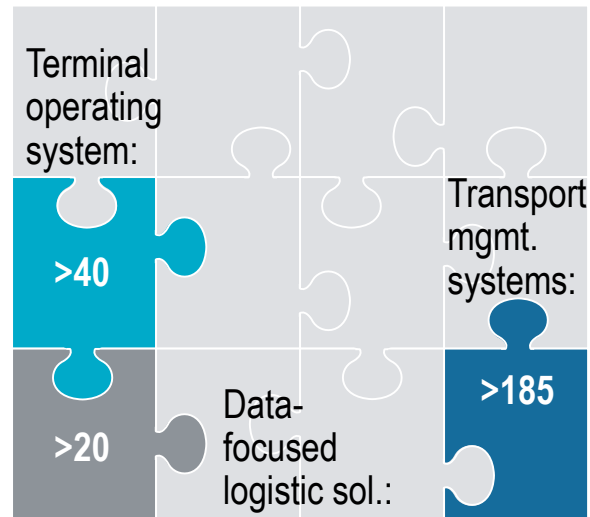 Terminal
operating
system:
>40
Transport
mgmt.
systems:
>185
>20
Data-
focused
logistic sol.: